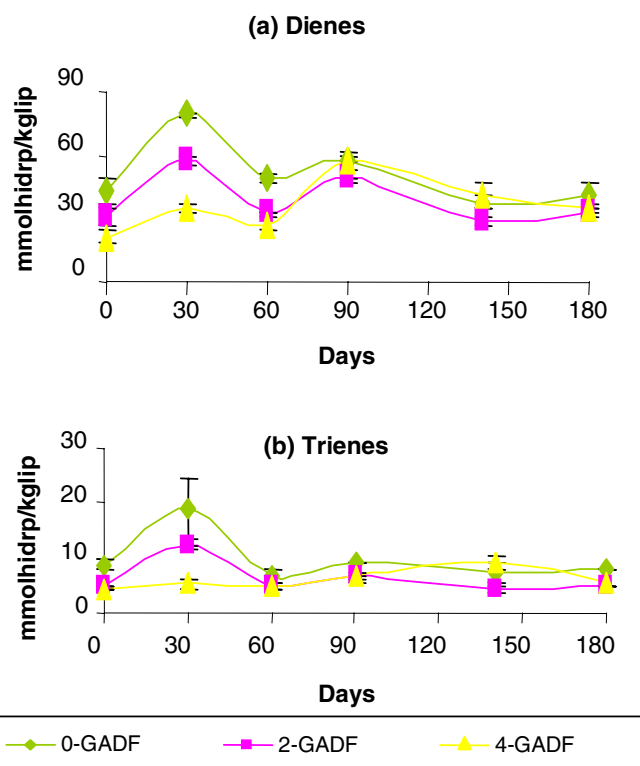 (a) Dienes
mmolhidrp/kglip
90
60
30
0
0 30 60 90 120 150 180
Days
(b) Trienes
mmolhidrp/kglip
30
20
10
0
0 30 60 90 120 150 180
Days
0-GADF 2-GADF 4-GADF